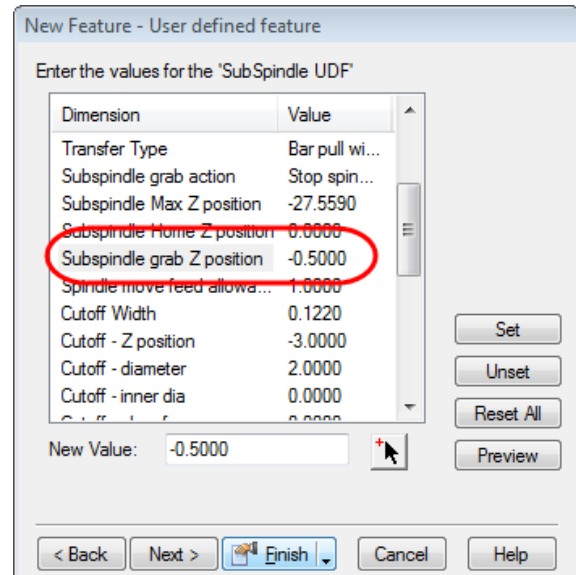 New Feature - User defined feature
Enter the values for the 'SubSpindle UDF'
Dimension Value
Transfer Type Bar pull wi...
Subspindle grab action Stop spin...
Subspindle Max Z position -27.5590
Subspindle Home Z position 0.0000
Subspindle grab Z position -0.5000
Spindle move feed allowa... 1.0000
Cutoff Width 0.1220
Cutoff - Z position -3.0000
Cutoff - diameter 2.0000
Cutoff - inner dia 0.0000
Set
Unset
Reset All
New Value: -0.5000
Preview
< Back Next > Finish Cancel Help